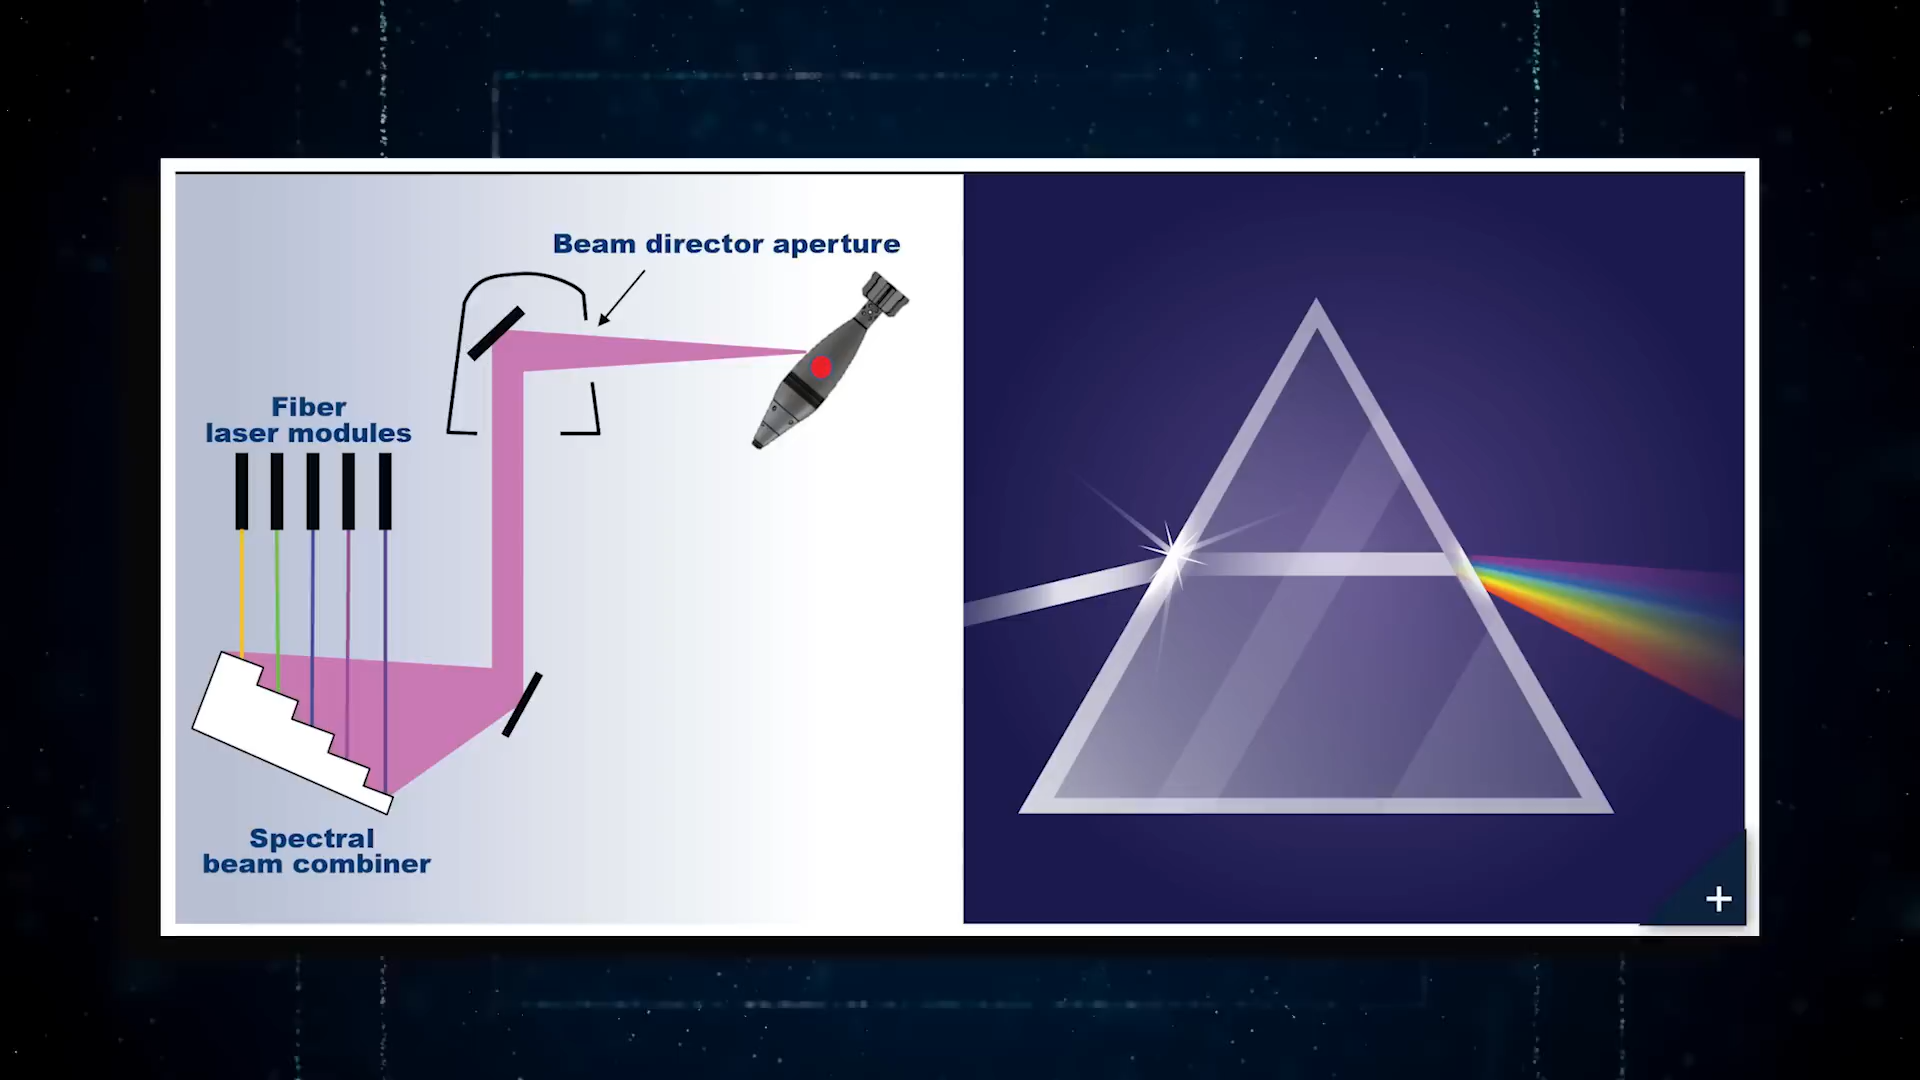 Beam director aperture
Fiber
laser modules
Spectral
beam combiner